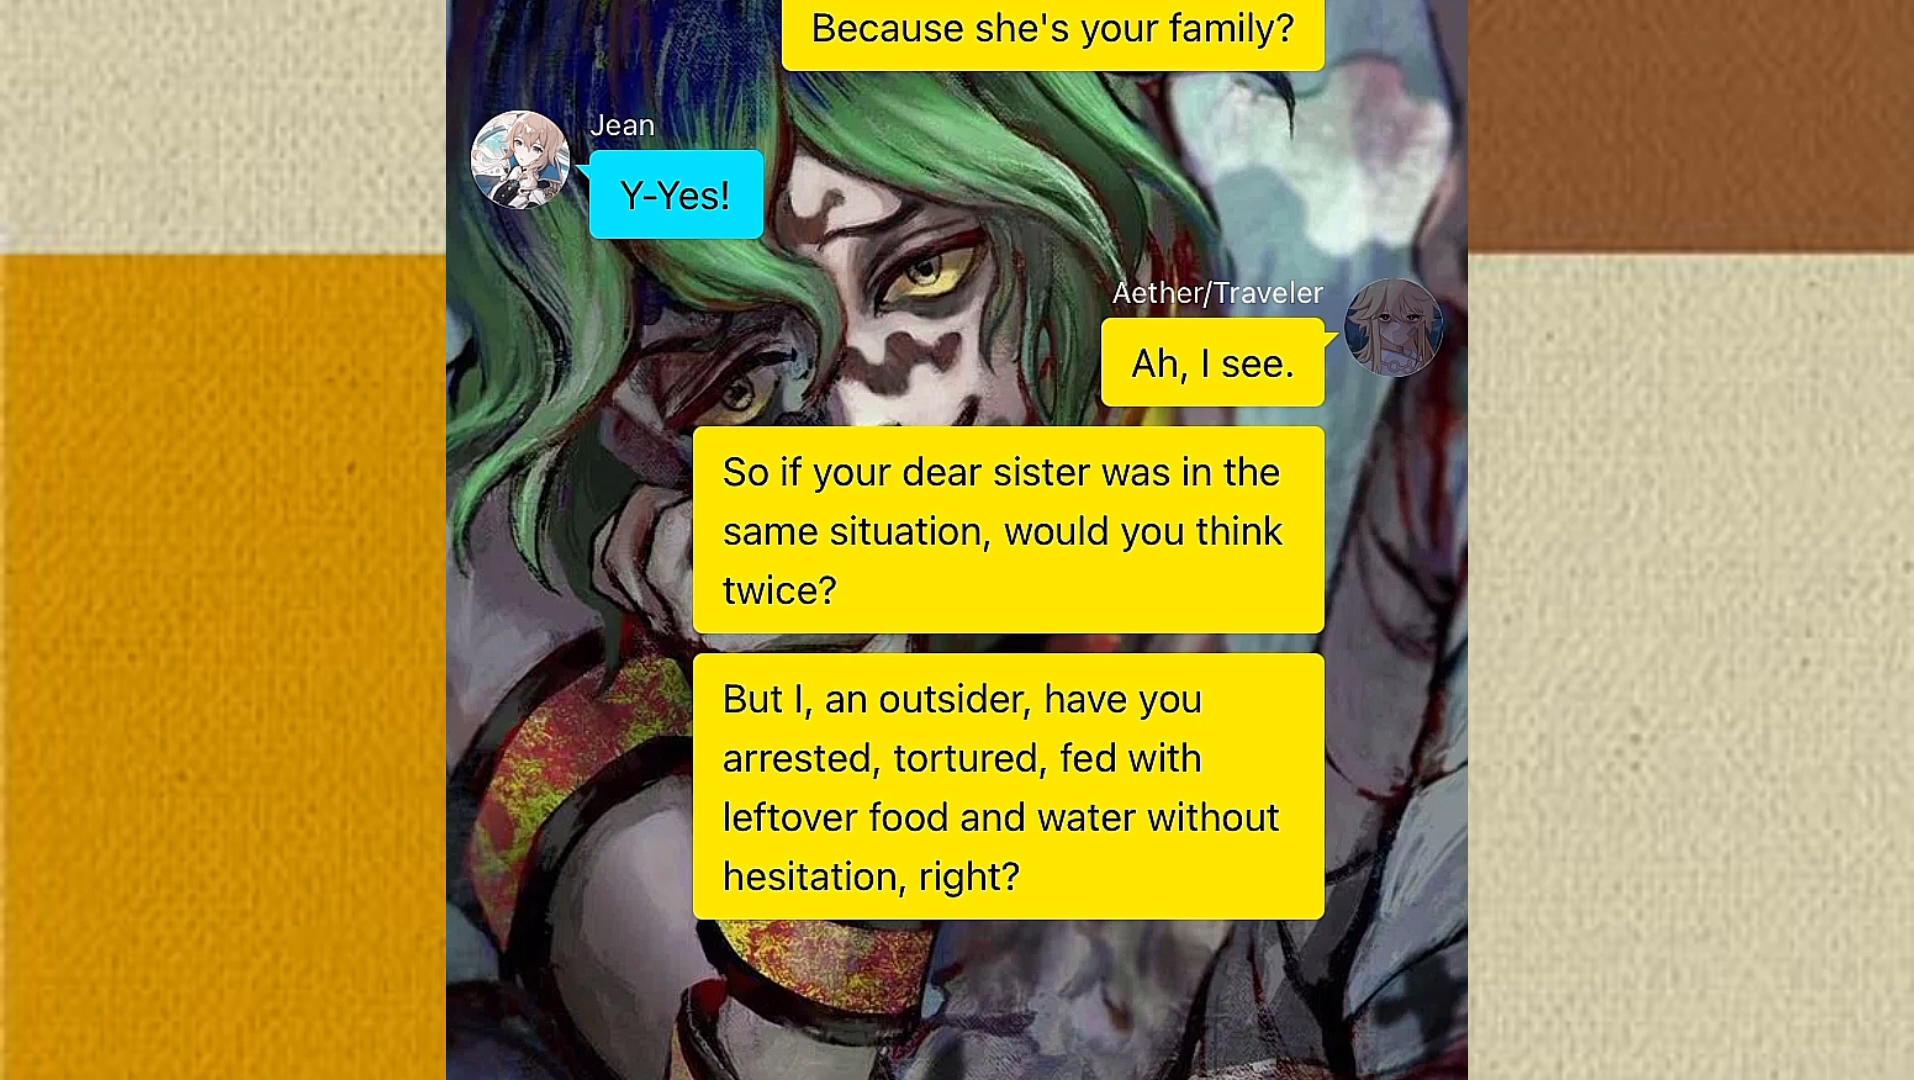 Because she's your family?
Jean
Y-Yes!
Aether/Traveler
Ah, I see.
So if your dear sister was in the
same situation, would you think
twice?
But I, an outsider, have you
arrested, tortured, fed with
leftover food and water without
hesitation, right?